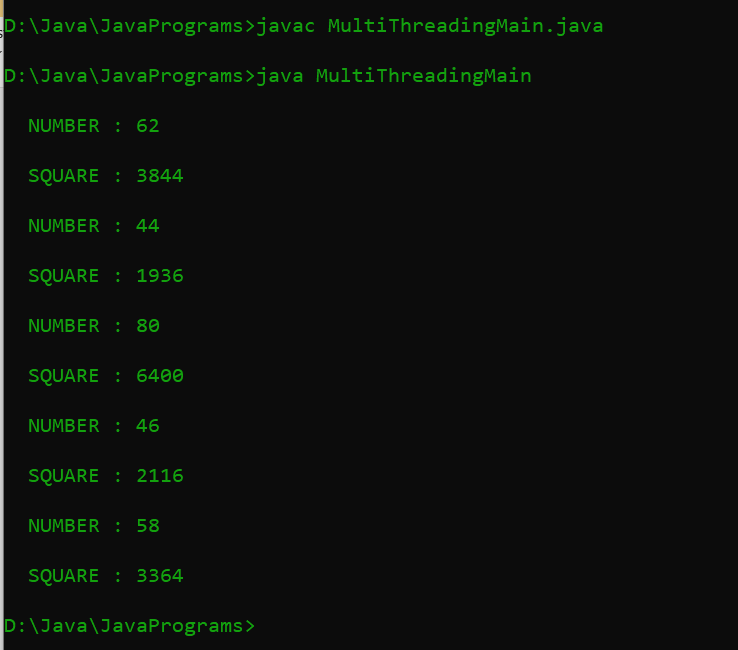 D:\Java\JavaPrograms>javac MultiThreadingMain.java
D:\Java\JavaPrograms>java MultiThreadingMain
NUMBER : 62
SQUARE : 3844
NUMBER : 44
SQUARE : 1936
NUMBER : 80
SQUARE : 6400
NUMBER : 46
SQUARE : 2116
NUMBER : 58
SQUARE : 3364
D:\Java\JavaPrograms>